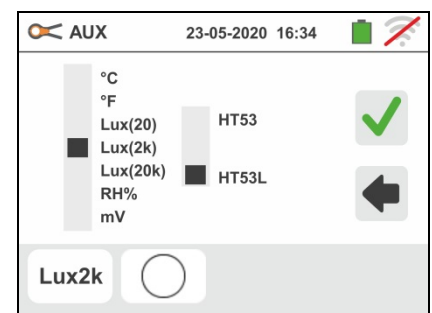 AUX 23-05-2020 16:34
°C
°F
Lux(20)
Lux(2k)
Lux(20k)
RH%
mV
HT53
HT53L
Lux2k